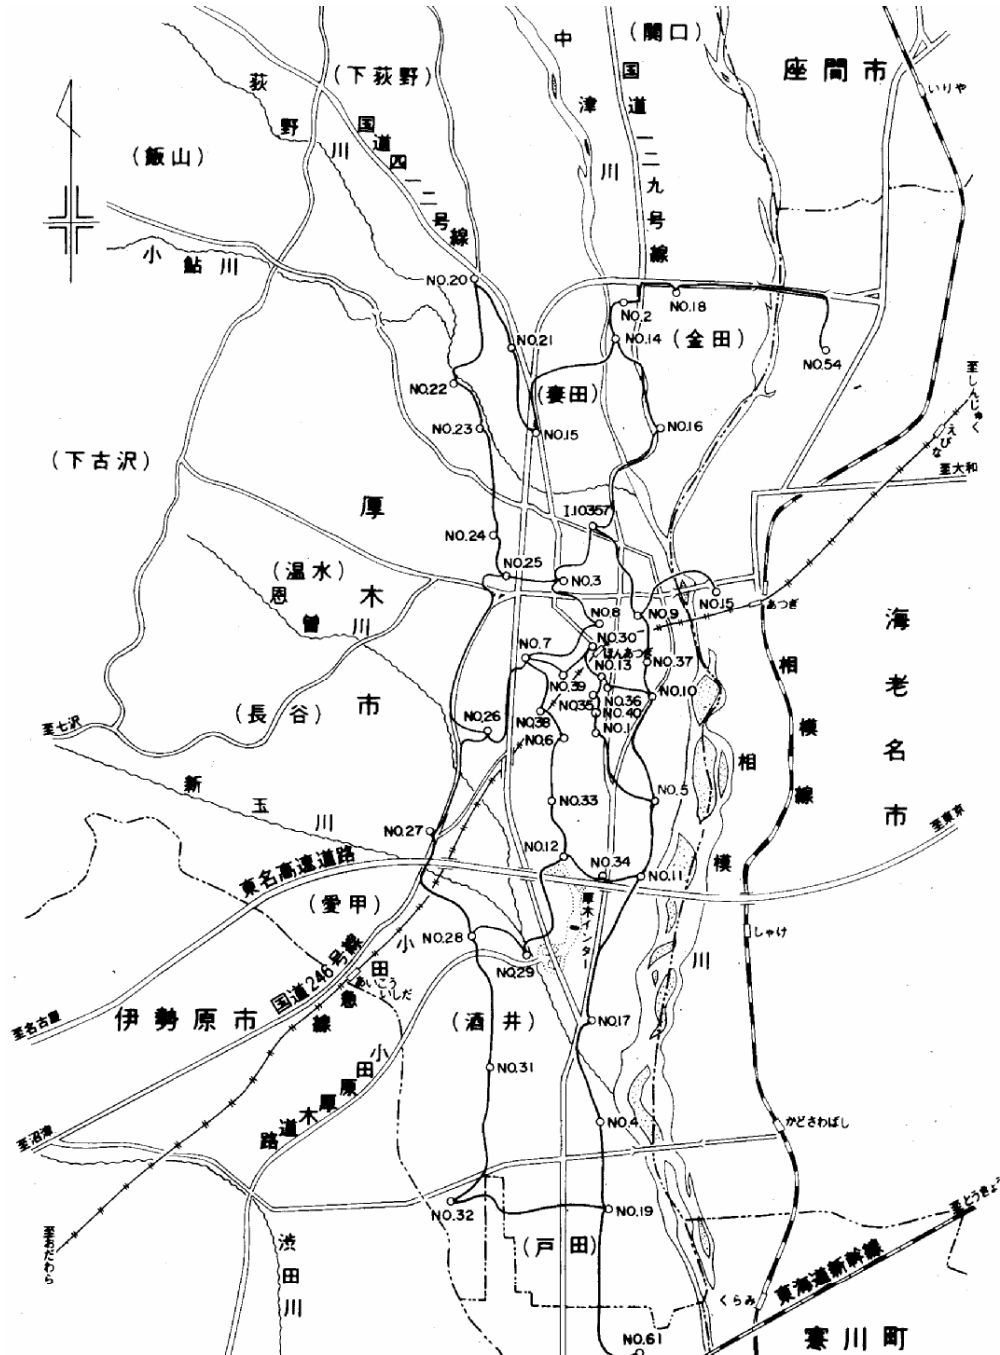 (関口)
座間市
いりや
中津川
国道一二九号線
(下荻野)
荻野川
国道四一二号線
(飯山)
小鮎川
NO.20
NO.18
NO.2
NO.14
(金田)
NO.54
NO.21
NO.22
(妻田)
NO.23
NO.15
NO.16
至しんじゅく
えびな
至大和
(下古沢)
厚木市
I.10357
NO.24
NO.25
NO.3
(温水)
恩曽川
NO.15
あつぎ
NO.8
NO.9
海老名市
NO.7
NO.30
ほんあつぎ
NO.13
NO.37
相模線
NO.39
NO.36
NO.10
NO.35
NO.40
NO.38
NO.1
NO.26
NO.6
(長谷)
至七沢
新玉川
相模川
NO.5
NO.33
NO.27
NO.12
NO.34
NO.11
至東京
東名高速道路
(愛甲)
厚木インター
NO.28
NO.29
しゃけ
小田急線
国道246号線
あいこういしだ
伊勢原市
至名古屋
(酒井)
NO.17
NO.31
小田原厚木道路
NO.4
かどさわばし
至沼津
NO.32
NO.19
至とうきょう
至おだわら
渋田川
(戸田)
東海道新幹線
くらみ
NO.61
寒川町